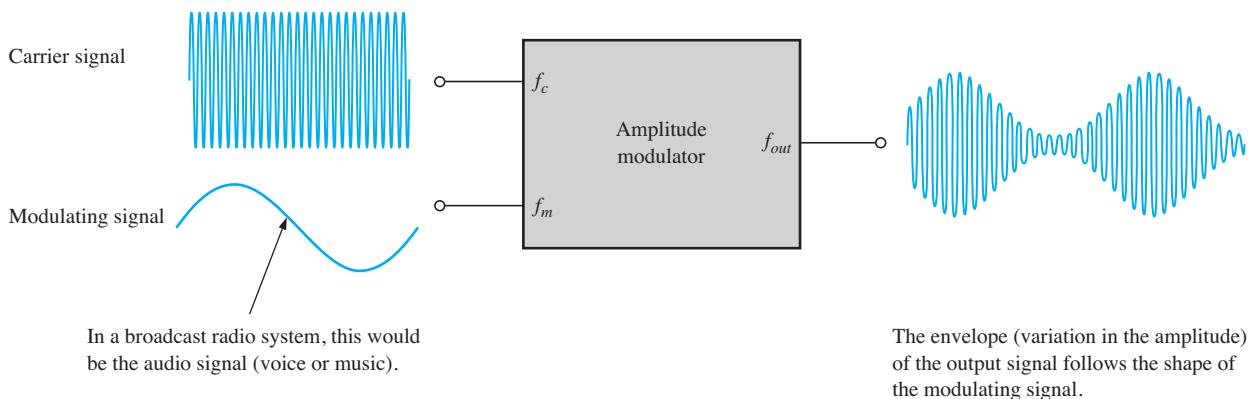 Carrier signal
f_c
Amplitude
modulator
f_out
Modulating signal
f_m
In a broadcast radio system, this would
be the audio signal (voice or music).
The envelope (variation in the amplitude)
of the output signal follows the shape of
the modulating signal.